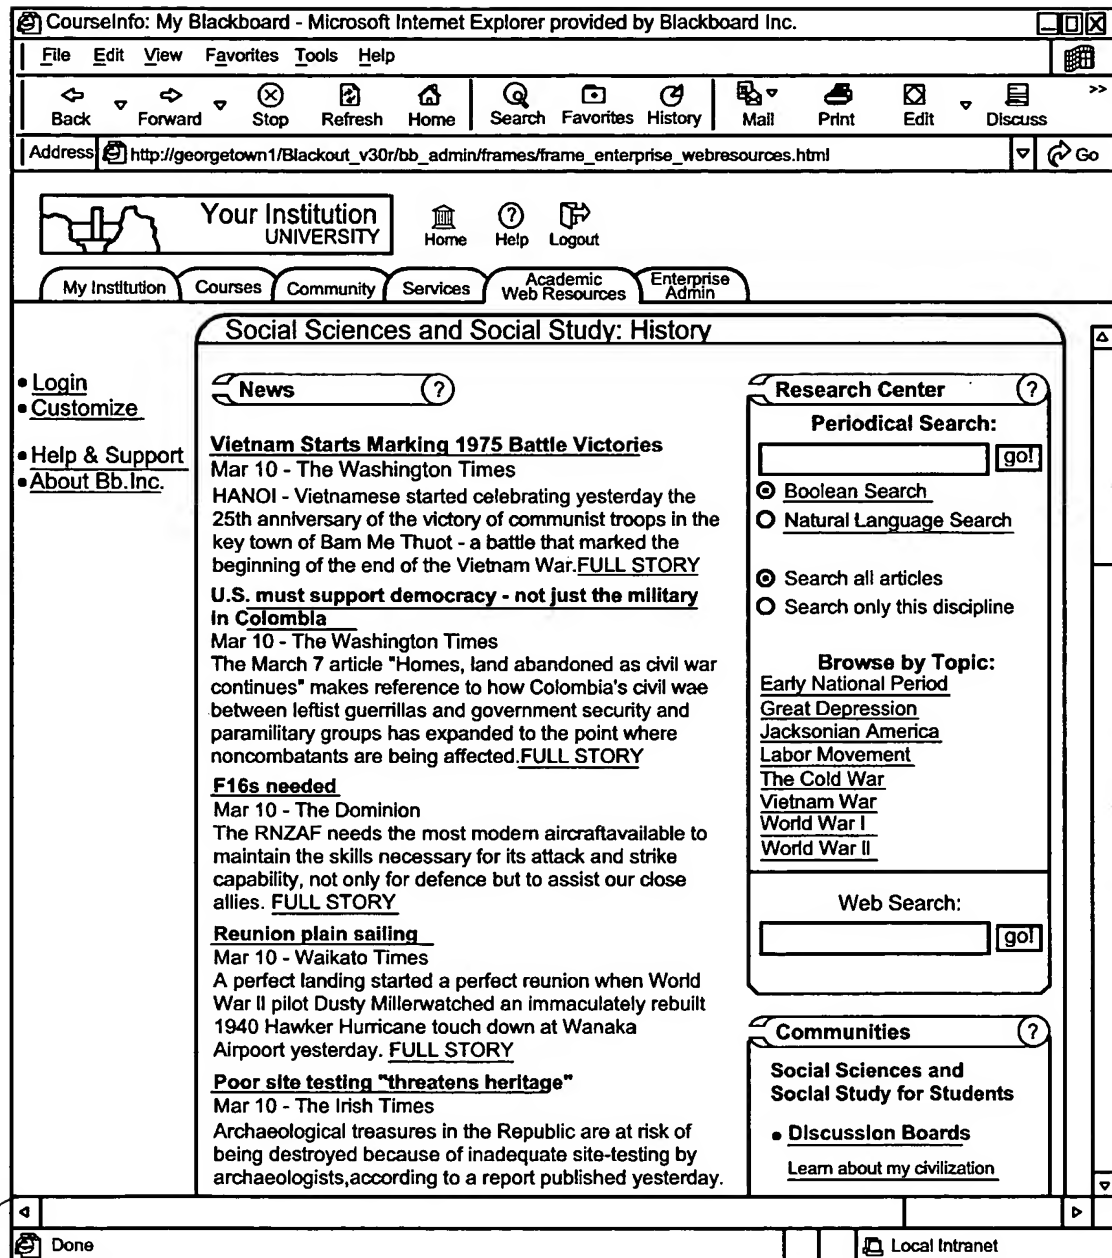 CourseInfo: My Blackboard - Microsoft Internet Explorer provided by Blackboard Inc.
File Edit View Favorites Tools Help
Back Forward Stop Refresh Home Search Favorites History Mail Print Edit Discuss >>
Address http://georgetown1/Blackout_v30r/bb_admin/frames/frame_enterprise_webresources.html Go
Your Institution
UNIVERSITY
Home Help Logout
My Institution Courses Community Services Academic Web Resources Enterprise Admin
Social Sciences and Social Study: History
• Login
• Customize
• Help & Support
• About Bb.Inc.
News ?
Vietnam Starts Marking 1975 Battle Victories
Mar 10 - The Washington Times
HANOI - Vietnamese started celebrating yesterday the
25th anniversary of the victory of communist troops in the
key town of Bam Me Thuot - a battle that marked the
beginning of the end of the Vietnam War.FULL STORY
U.S. must support democracy - not just the military
in Colombia
Mar 10 - The Washington Times
The March 7 article "Homes, land abandoned as civil war
continues" makes reference to how Colombia's civil wae
between leftist guerrillas and government security and
paramilitary groups has expanded to the point where
noncombatants are being affected.FULL STORY
F16s needed
Mar 10 - The Dominion
The RNZAF needs the most modern aircraftavailable to
maintain the skills necessary for its attack and strike
capability, not only for defence but to assist our close
allies. FULL STORY
Reunion plain sailing
Mar 10 - Waikato Times
A perfect landing started a perfect reunion when World
War II pilot Dusty Millerwatched an immaculately rebuilt
1940 Hawker Hurricane touch down at Wanaka
Airpoort yesterday. FULL STORY
Poor site testing "threatens heritage"
Mar 10 - The Irish Times
Archaeological treasures in the Republic are at risk of
being destroyed because of inadequate site-testing by
archaeologists,according to a report published yesterday.
Research Center ?
Periodical Search:
go!
Boolean Search
Natural Language Search
Search all articles
Search only this discipline
Browse by Topic:
Early National Period
Great Depression
Jacksonian America
Labor Movement
The Cold War
Vietnam War
World War I
World War II
Web Search:
go!
Communities ?
Social Sciences and
Social Study for Students
• Discussion Boards
Learn about my civilization
Done Local Intranet